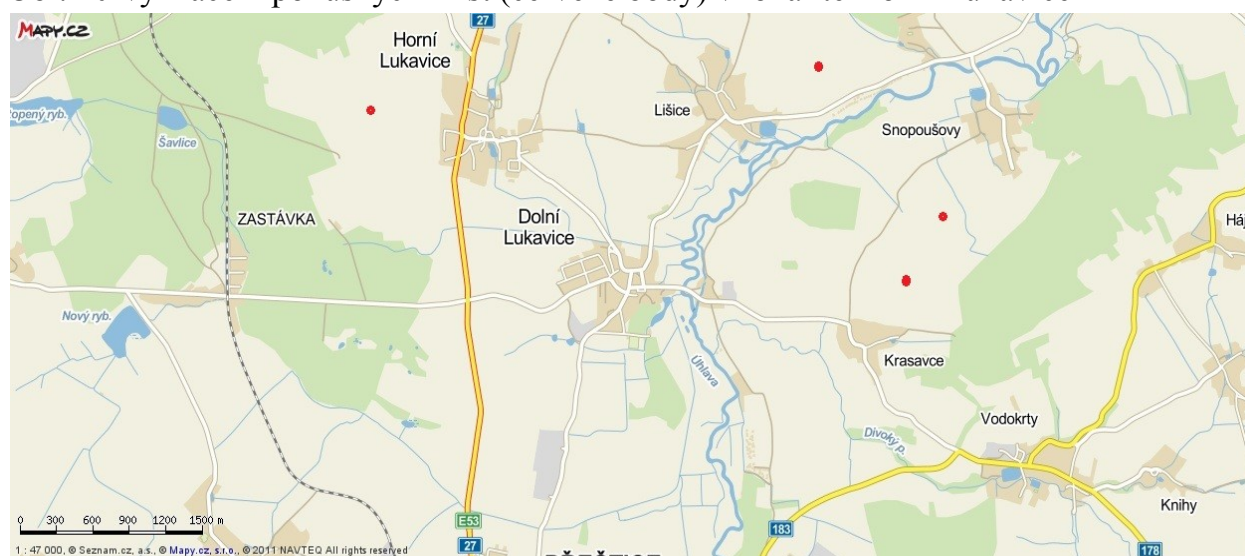 MAPY.CZ
27
Horní
Lukavice
Lišice
Snopoušovy
Šavlice
ZASTÁVKA
Dolní
Lukavice
Nový ryb.
Krasavce
Úhlava
Vodokrty
Divoký p.
Knihy
0 300 600 900 1200 1500 m
E53
27
183
178
1 : 47 000, © Seznam.cz, a.s., © Mapy.cz, s.r.o., © 2011 NAVTEQ All rights reserved